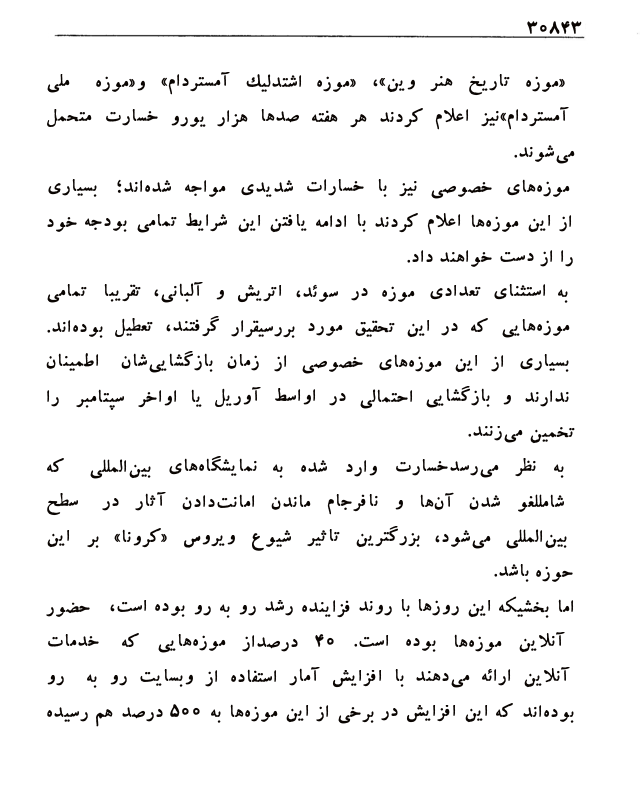 ۳۰۸۴۳
«موزه تاریخ هنر وین»، «موزه اشتدلیك آمستردام» و«موزه ملی
آمستردام»نیز اعلام کردند هر هفته صدها هزار یورو خسارت متحمل
می‌شوند.
موزه‌های خصوصی نیز با خسارات شدیدی مواجه شده‌اند؛ بسیاری
از این موزه‌ها اعلام کردند با ادامه یافتن این شرایط تمامی بودجه خود
را از دست خواهند داد.
به استثنای تعدادی موزه در سوئد، اتریش و آلبانی، تقریبا تمامی
موزه‌هایی که در این تحقیق مورد بررسیقرار گرفتند، تعطیل بوده‌اند.
بسیاری از این موزه‌های خصوصی از زمان بازگشایی‌شان اطمینان
ندارند و بازگشایی احتمالی در اواسط آوریل یا اواخر سپتامبر را
تخمین می‌زنند.
به نظر می‌رسدخسارت وارد شده به نمایشگاه‌های بین‌المللی که
شامللغو شدن آن‌ها و نافرجام ماندن امانت‌دادن آثار در سطح
بین‌المللی می‌شود، بزرگترین تاثیر شیوع ویروس «کرونا» بر این
حوزه باشد.
اما بخشیکه این روزها با روند فزاینده رشد رو به رو بوده است، حضور
آنلاین موزه‌ها بوده است. ۴۰ درصداز موزه‌هایی که خدمات
آنلاین ارائه می‌دهند با افزایش آمار استفاده از وبسایت رو به رو
بوده‌اند که این افزایش در برخی از این موزه‌ها به ۵۰۰ درصد هم رسیده